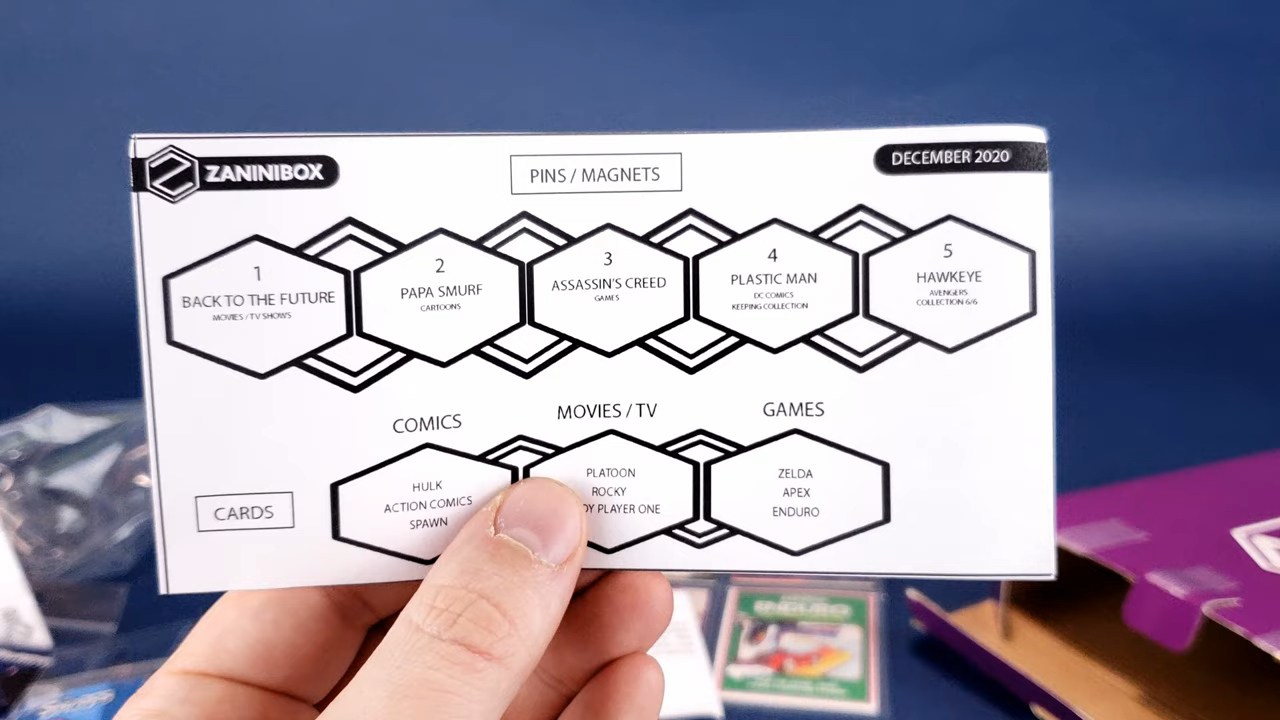 ZANINIBOX
PINS / MAGNETS
DECEMBER 2020
1
BACK TO THE FUTURE
MOVIES / TV SHOWS
2
PAPA SMURF
CARTOONS
3
ASSASSIN'S CREED
GAMES
4
PLASTIC MAN
DC COMICS
KEEPING COLLECTION
5
HAWKEYE
AVENGERS
COLLECTION 6/6
CARDS
COMICS
HULK
ACTION COMICS
SPAWN
MOVIES / TV
PLATOON
ROCKY
PLAYER ONE
GAMES
ZELDA
APEX
ENDURO
ENDURO